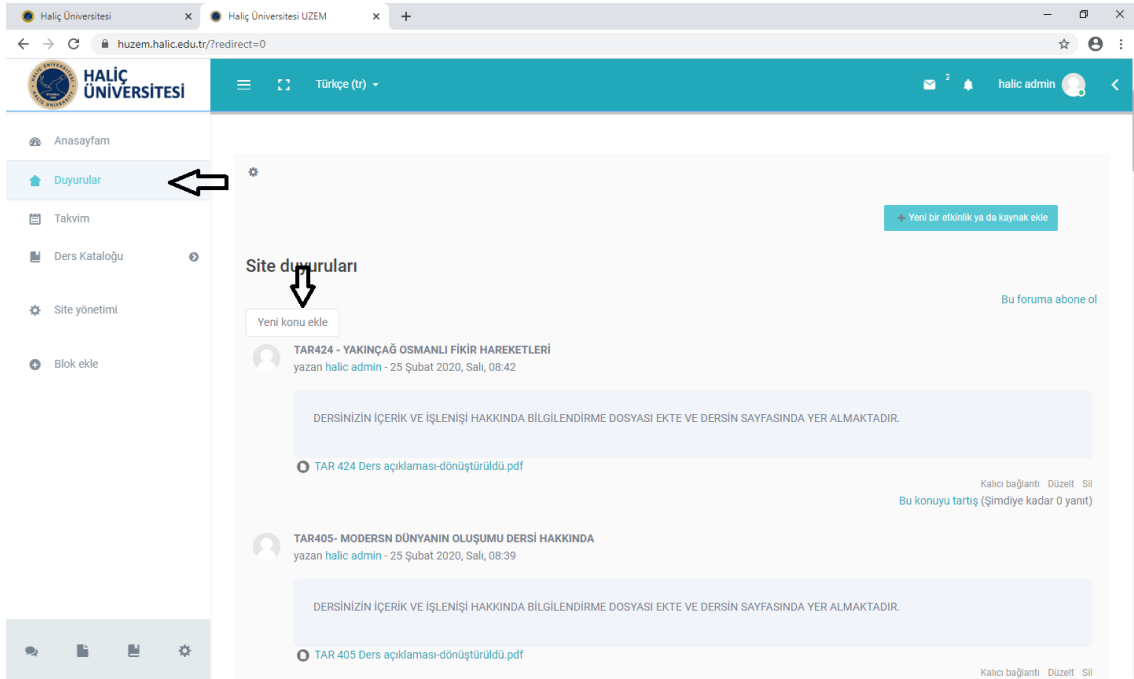 Haliç Üniversitesi
Haliç Üniversitesi UZEM
huzem.halic.edu.tr/?redirect=0
HALİÇ
ÜNİVERSİTESİ
Türkçe (tr)
2
halic admin
Anasayfam
Duyurular
Takvim
Ders Kataloğu
Site yönetimi
Blok ekle
+ Yeni bir etkinlik ya da kaynak ekle
Site duyuruları
Bu foruma abone ol
Yeni konu ekle
TAR424 - YAKINÇAĞ OSMANLI FİKİR HAREKETLERİ
yazan halic admin - 25 Şubat 2020, Salı, 08:42
DERSİNİZİN İÇERİK VE İŞLENİŞİ HAKKINDA BİLGİLENDİRME DOSYASI EKTE VE DERSİN SAYFASINDA YER ALMAKTADIR.
TAR 424 Ders açıklaması-dönüştürüldü.pdf
Kalıcı bağlantı Düzelt Sil
Bu konuyu tartış (Şimdiye kadar 0 yanıt)
TAR405- MODERSN DÜNYANIN OLUŞUMU DERSİ HAKKINDA
yazan halic admin - 25 Şubat 2020, Salı, 08:39
DERSİNİZİN İÇERİK VE İŞLENİŞİ HAKKINDA BİLGİLENDİRME DOSYASI EKTE VE DERSİN SAYFASINDA YER ALMAKTADIR.
TAR 405 Ders açıklaması-dönüştürüldü.pdf
Kalıcı bağlantı Düzelt Sil